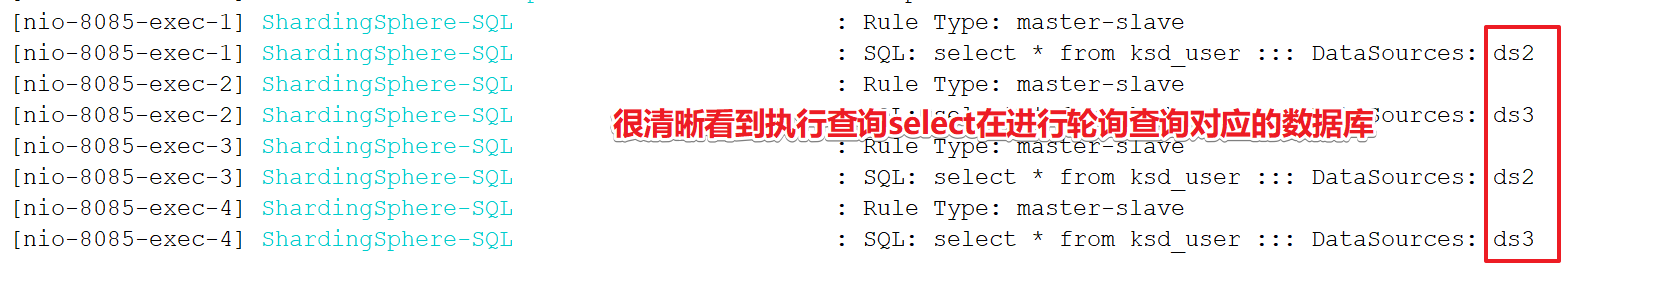 [nio-8085-exec-1] ShardingSphere-SQL : Rule Type: master-slave
[nio-8085-exec-1] ShardingSphere-SQL : SQL: select * from ksd_user ::: DataSources: ds2
[nio-8085-exec-2] ShardingSphere-SQL : Rule Type: master-slave
[nio-8085-exec-2] ShardingSphere-SQL : ds3
很清晰看到执行查询select在进行轮询查询对应的数据库
[nio-8085-exec-3] ShardingSphere-SQL : Rule Type: master-slave
[nio-8085-exec-3] ShardingSphere-SQL : SQL: select * from ksd_user ::: DataSources: ds2
[nio-8085-exec-4] ShardingSphere-SQL : Rule Type: master-slave
[nio-8085-exec-4] ShardingSphere-SQL : SQL: select * from ksd_user ::: DataSources: ds3